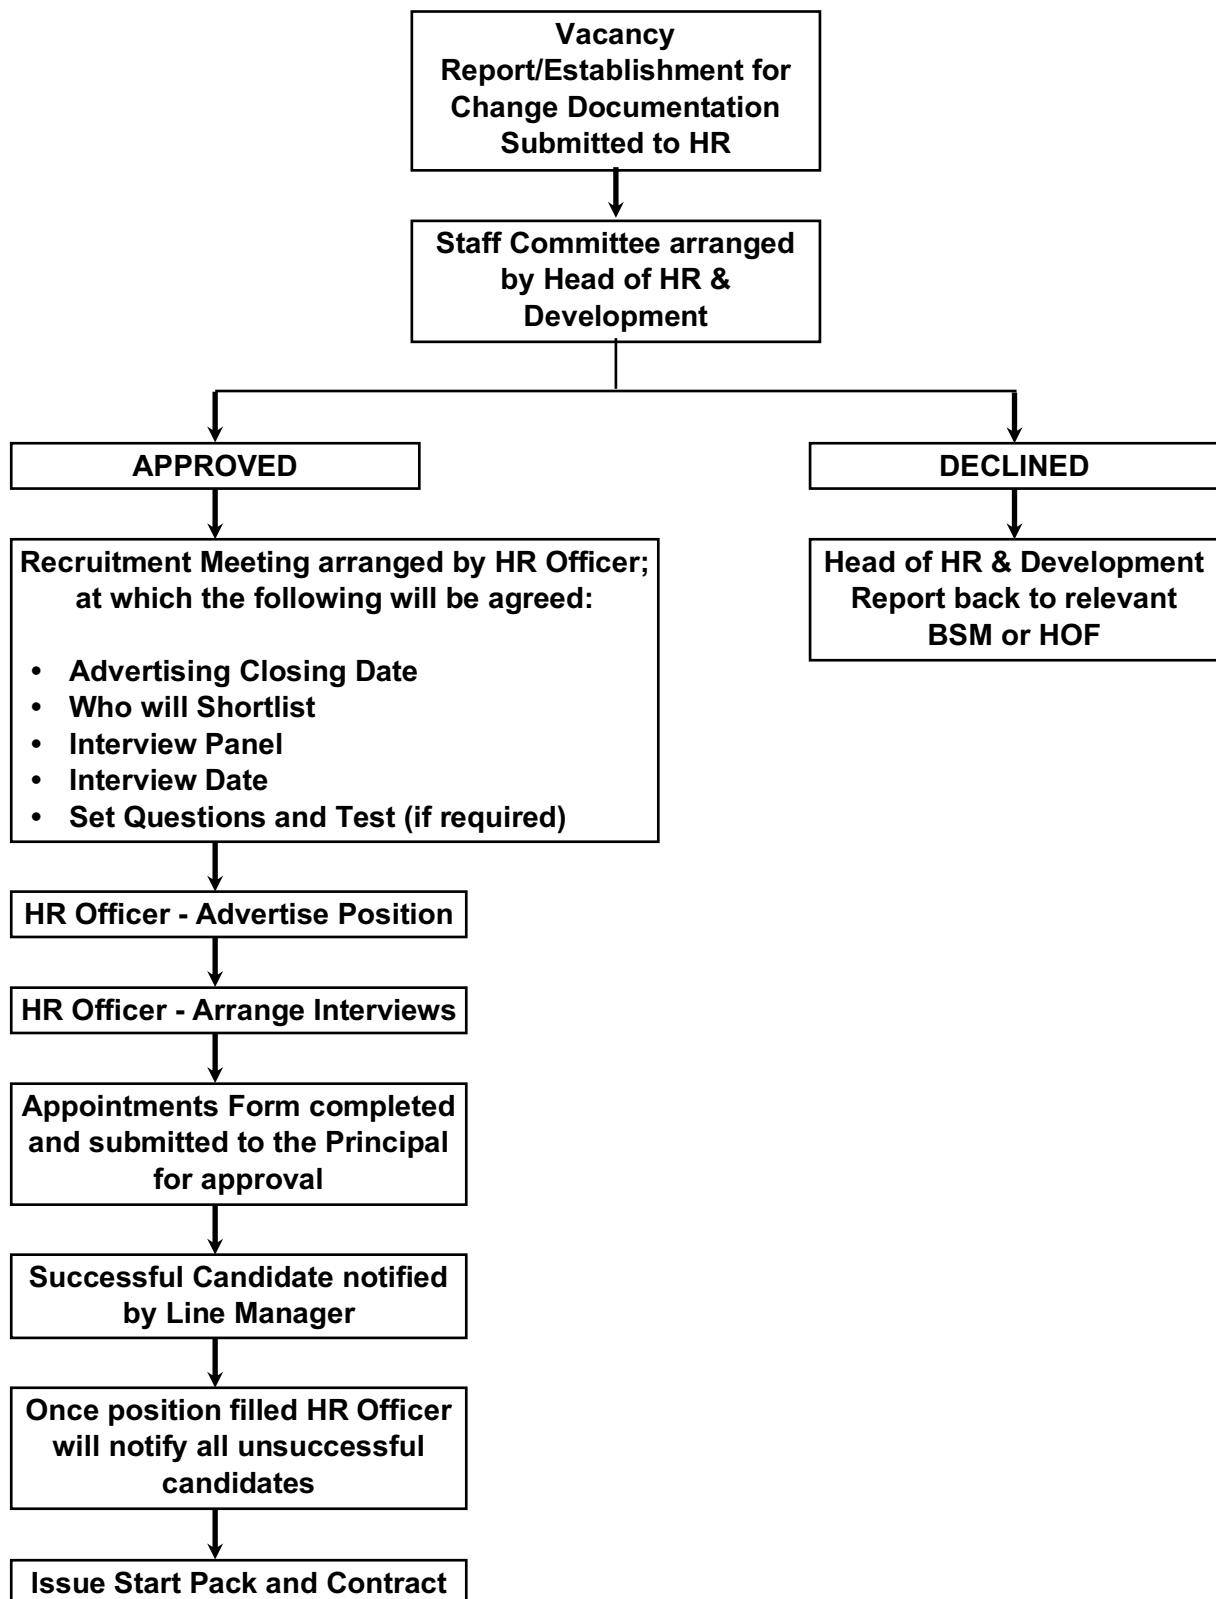 Vacancy
Report/Establishment for
Change Documentation
Submitted to HR
Staff Committee arranged
by Head of HR &
Development
APPROVED
DECLINED
Recruitment Meeting arranged by HR Officer;
at which the following will be agreed:
• Advertising Closing Date
• Who will Shortlist
• Interview Panel
• Interview Date
• Set Questions and Test (if required)
Head of HR & Development
Report back to relevant
BSM or HOF
HR Officer - Advertise Position
HR Officer - Arrange Interviews
Appointments Form completed
and submitted to the Principal
for approval
Successful Candidate notified
by Line Manager
Once position filled HR Officer
will notify all unsuccessful
candidates
Issue Start Pack and Contract